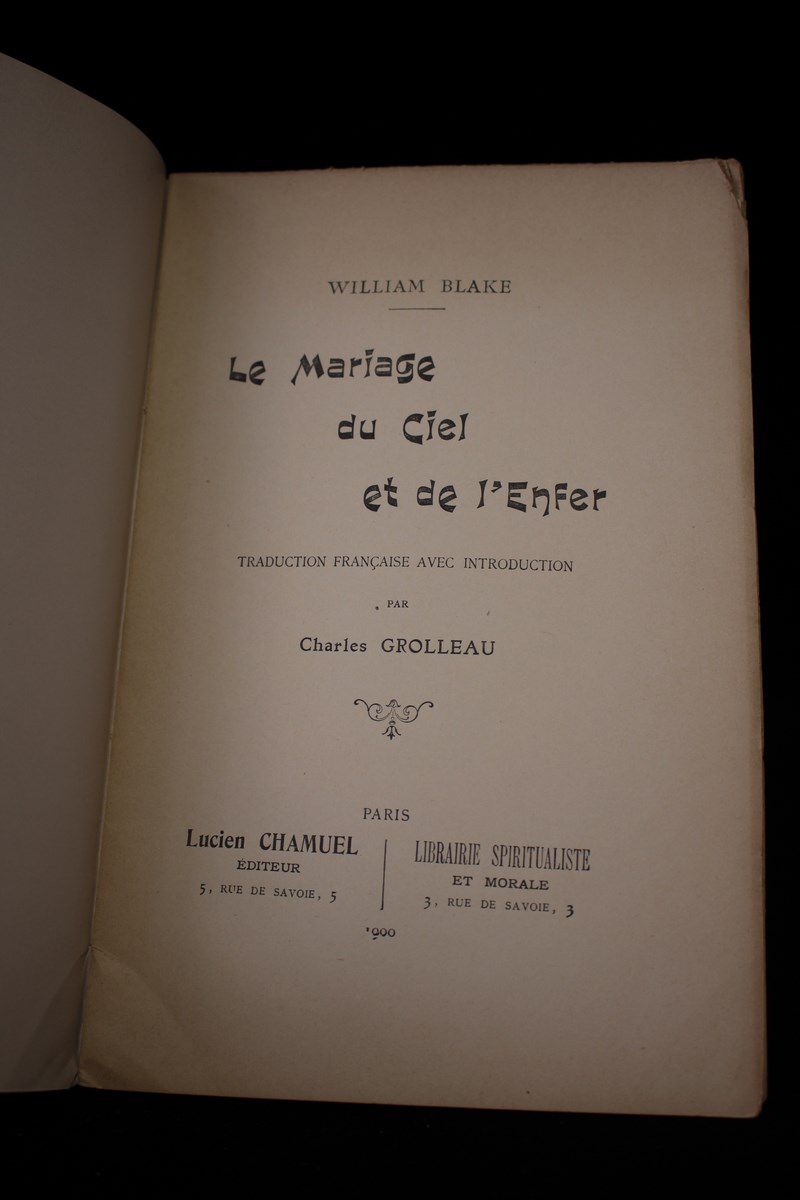 WILLIAM BLAKE
Le Mariage
du Ciel
et de l'Enfer
TRADUCTION FRANÇAISE AVEC INTRODUCTION
PAR
Charles GROLLEAU
PARIS
Lucien CHAMUEL
ÉDITEUR
5, RUE DE SAVOIE, 5
LIBRAIRIE SPIRITUALISTE
ET MORALE
3, RUE DE SAVOIE, 3
1900